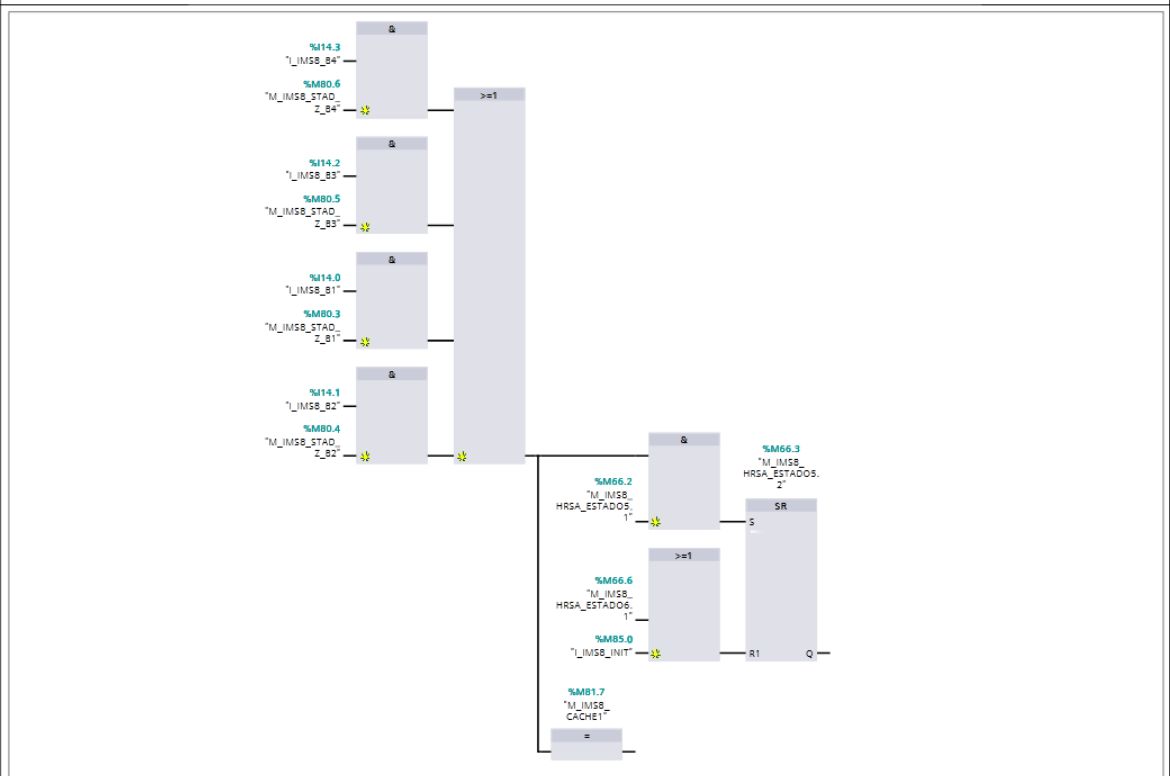 &
%I14.3
"I_IMS8_B4"
%M80.6
"M_IMS8_STAD_
Z_B4"
>=1
&
%I14.2
"I_IMS8_B3"
%M80.5
"M_IMS8_STAD_
Z_B3"
&
%I14.0
"I_IMS8_B1"
%M80.3
"M_IMS8_STAD_
Z_B1"
&
%I14.1
"I_IMS8_B2"
%M80.4
"M_IMS8_STAD_
Z_B2"
&
%M66.2
"M_IMS8_
HRSA_ESTADO5.
1"
%M66.3
"M_IMS8_
HRSA_ESTADO5.
2"
SR
S
>=1
%M66.6
"M_IMS8_
HRSA_ESTADO6.
1"
%M85.0
"I_IMS8_INIT"
R1
Q
%M81.7
"M_IMS8_
CACHE1"
=